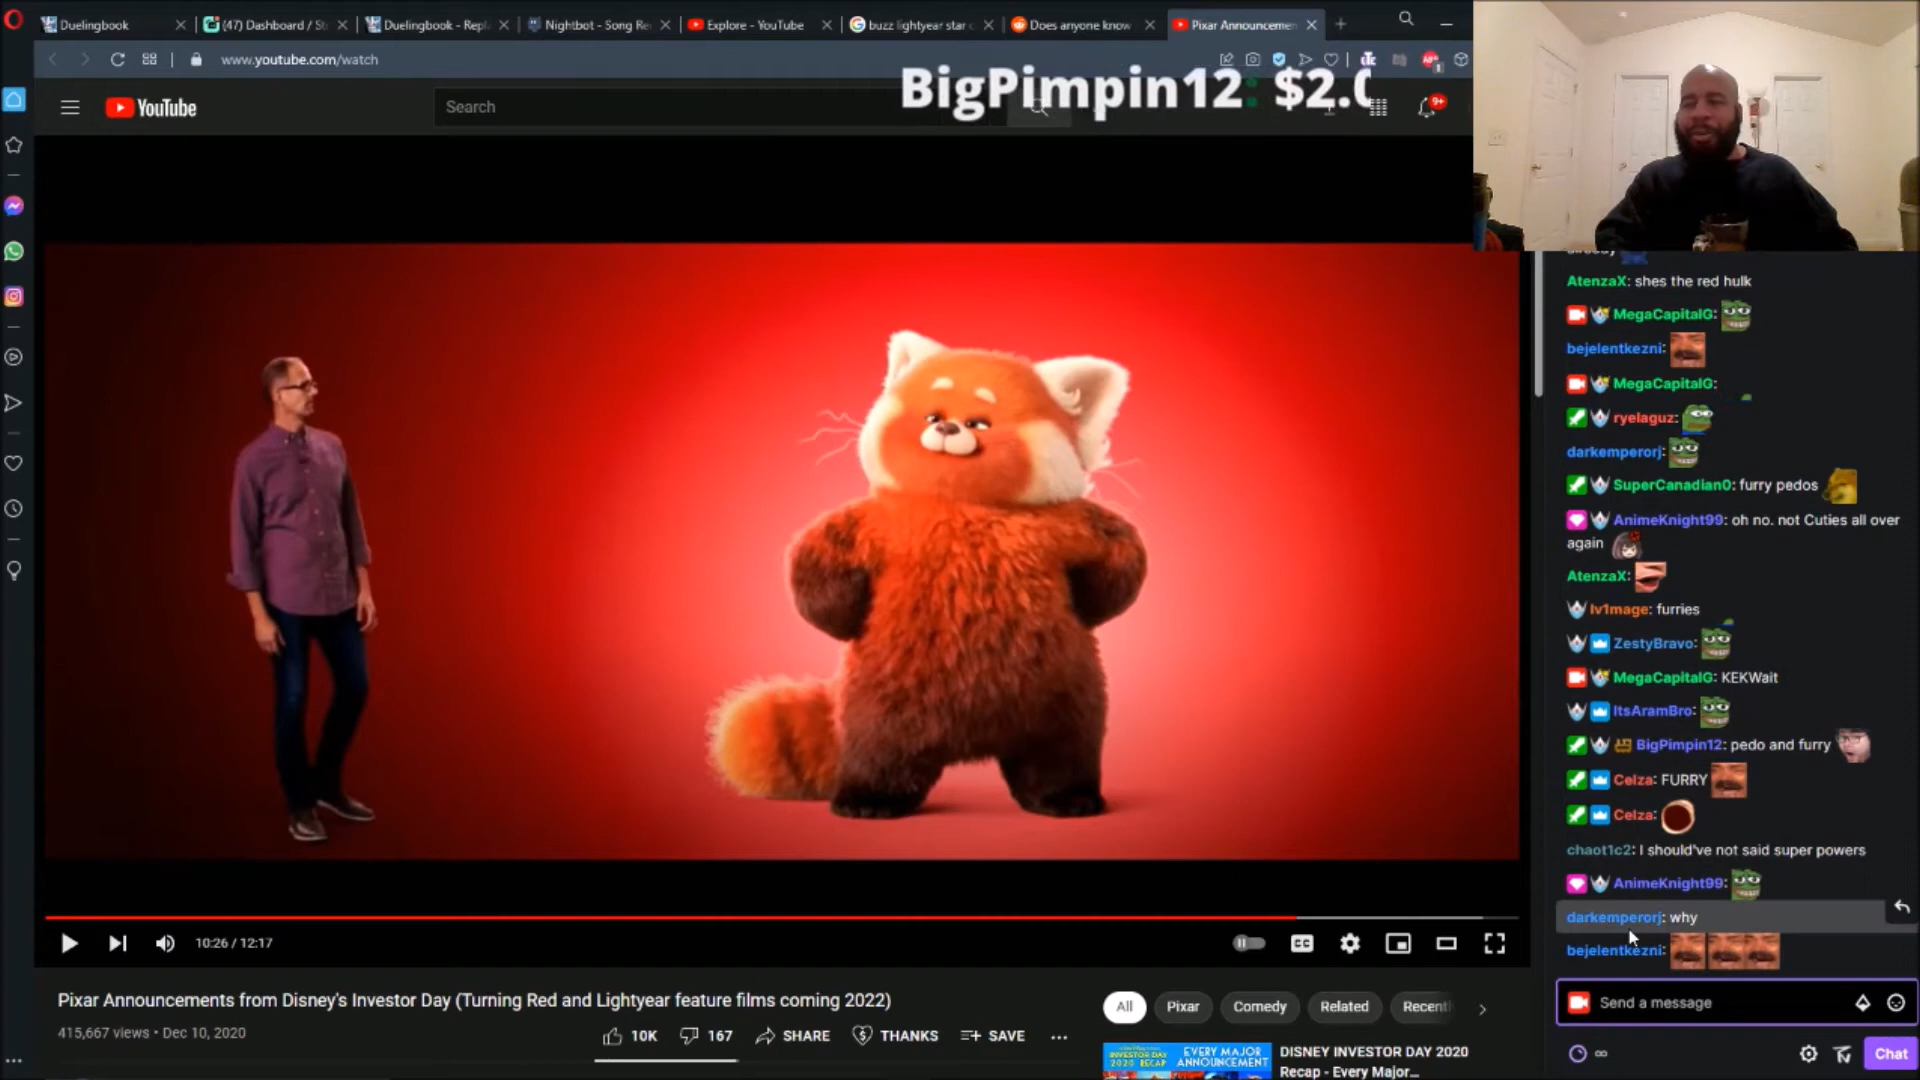 Duelingbook
(47) Dashboard / St
Duelingbook - Repl
Nightbot - Song Re
Explore - YouTube
buzz lightyear star c
Does anyone know
Pixar Announcemen
www.youtube.com/watch
BigPimpin12: $2.0
YouTube
Search
9+
AtenzaX: shes the red hulk
MegaCapitalG:
bejelentkezni:
MegaCapitalG:
ryelaguz:
darkemperorj:
SuperCanadian0: furry pedos
AnimeKnight99: oh no. not Cuties all over
again
AtenzaX:
lv1mage: furries
ZestyBravo:
MegaCapitalG: KEKWait
ItsAramBro:
BigPimpin12: pedo and furry
Celza: FURRY
Celza:
chaot1c2: I should've not said super powers
AnimeKnight99:
darkemperorj: why
bejelentkezni:
Send a message
Chat
10:26 / 12:17
CC
Pixar Announcements from Disney's Investor Day (Turning Red and Lightyear feature films coming 2022)
415,667 views • Dec 10, 2020
10K
167
SHARE
THANKS
SAVE
All
Pixar
Comedy
Related
Recent
INVESTOR DAY
2020 RECAP
EVERY MAJOR
ANNOUNCEMENT
DISNEY INVESTOR DAY 2020
Recap - Every Major...